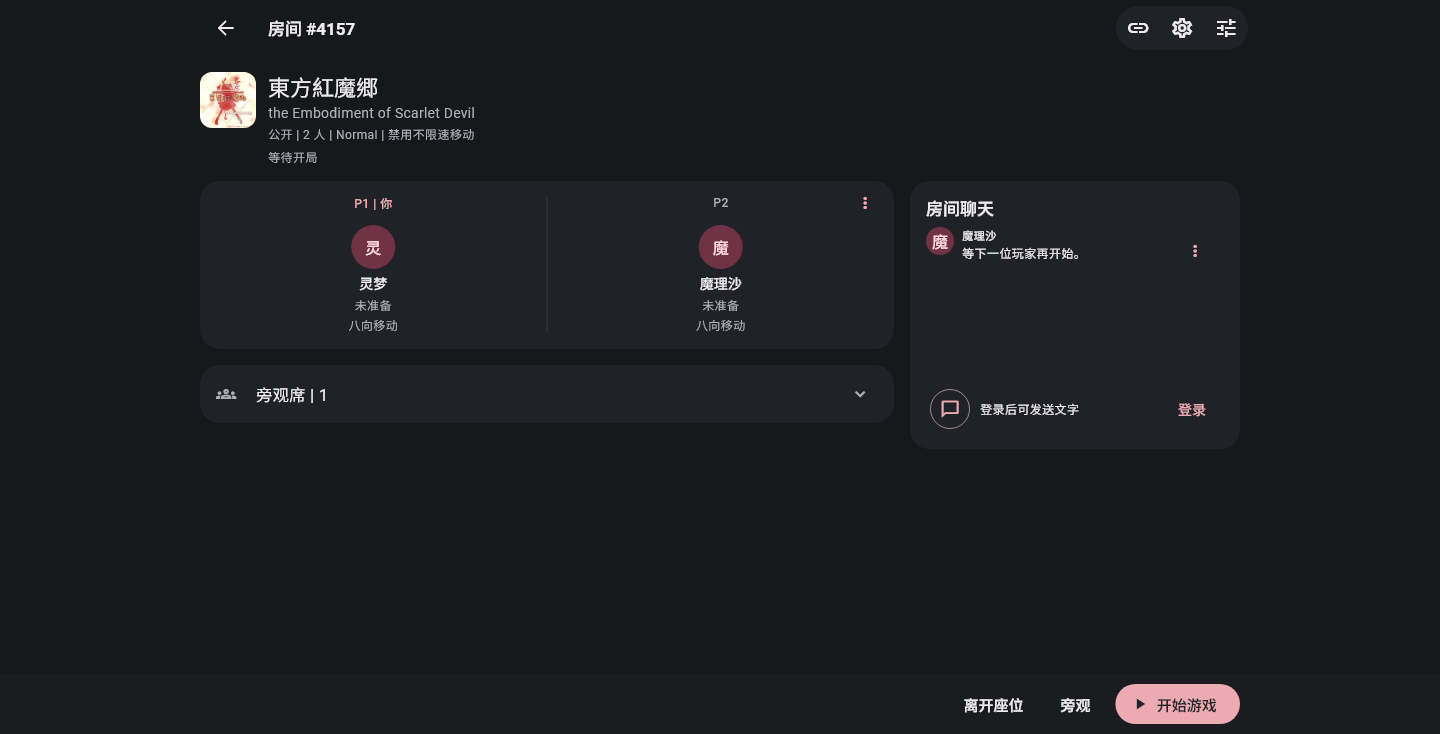 房间 #4157
東方紅魔郷
the Embodiment of Scarlet Devil
公开 | 2 人 | Normal | 禁用不限速移动
等待开局
P1 | 你
灵
灵梦
未准备
八向移动
P2
魔
魔理沙
未准备
八向移动
旁观席 | 1
房间聊天
魔
魔理沙
等下一位玩家再开始。
登录后可发送文字
登录
离开座位
旁观
开始游戏